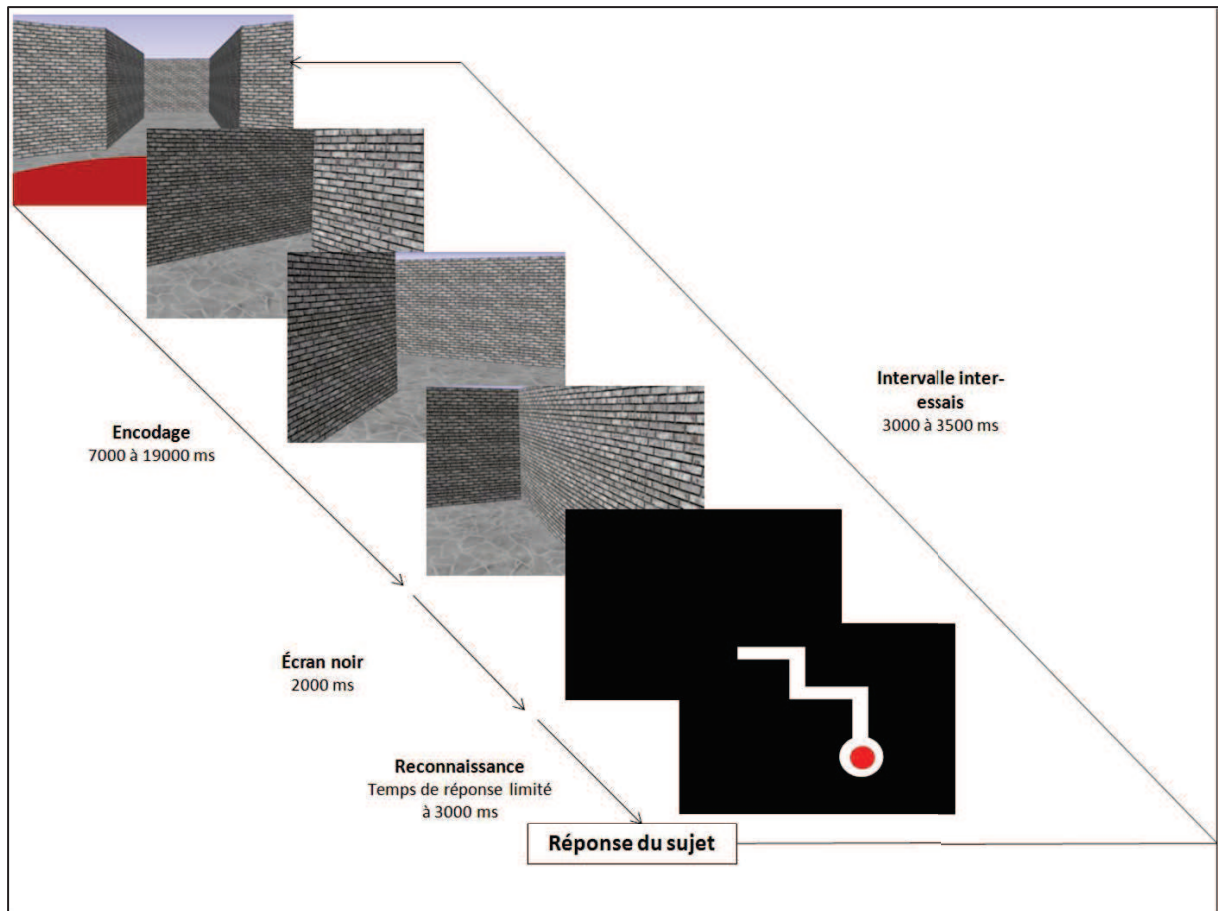 Encodage
7000 à 19000 ms
Écran noir
2000 ms
Reconnaissance
Temps de réponse limité
à 3000 ms
Réponse du sujet
Intervalle inter-
essais
3000 à 3500 ms